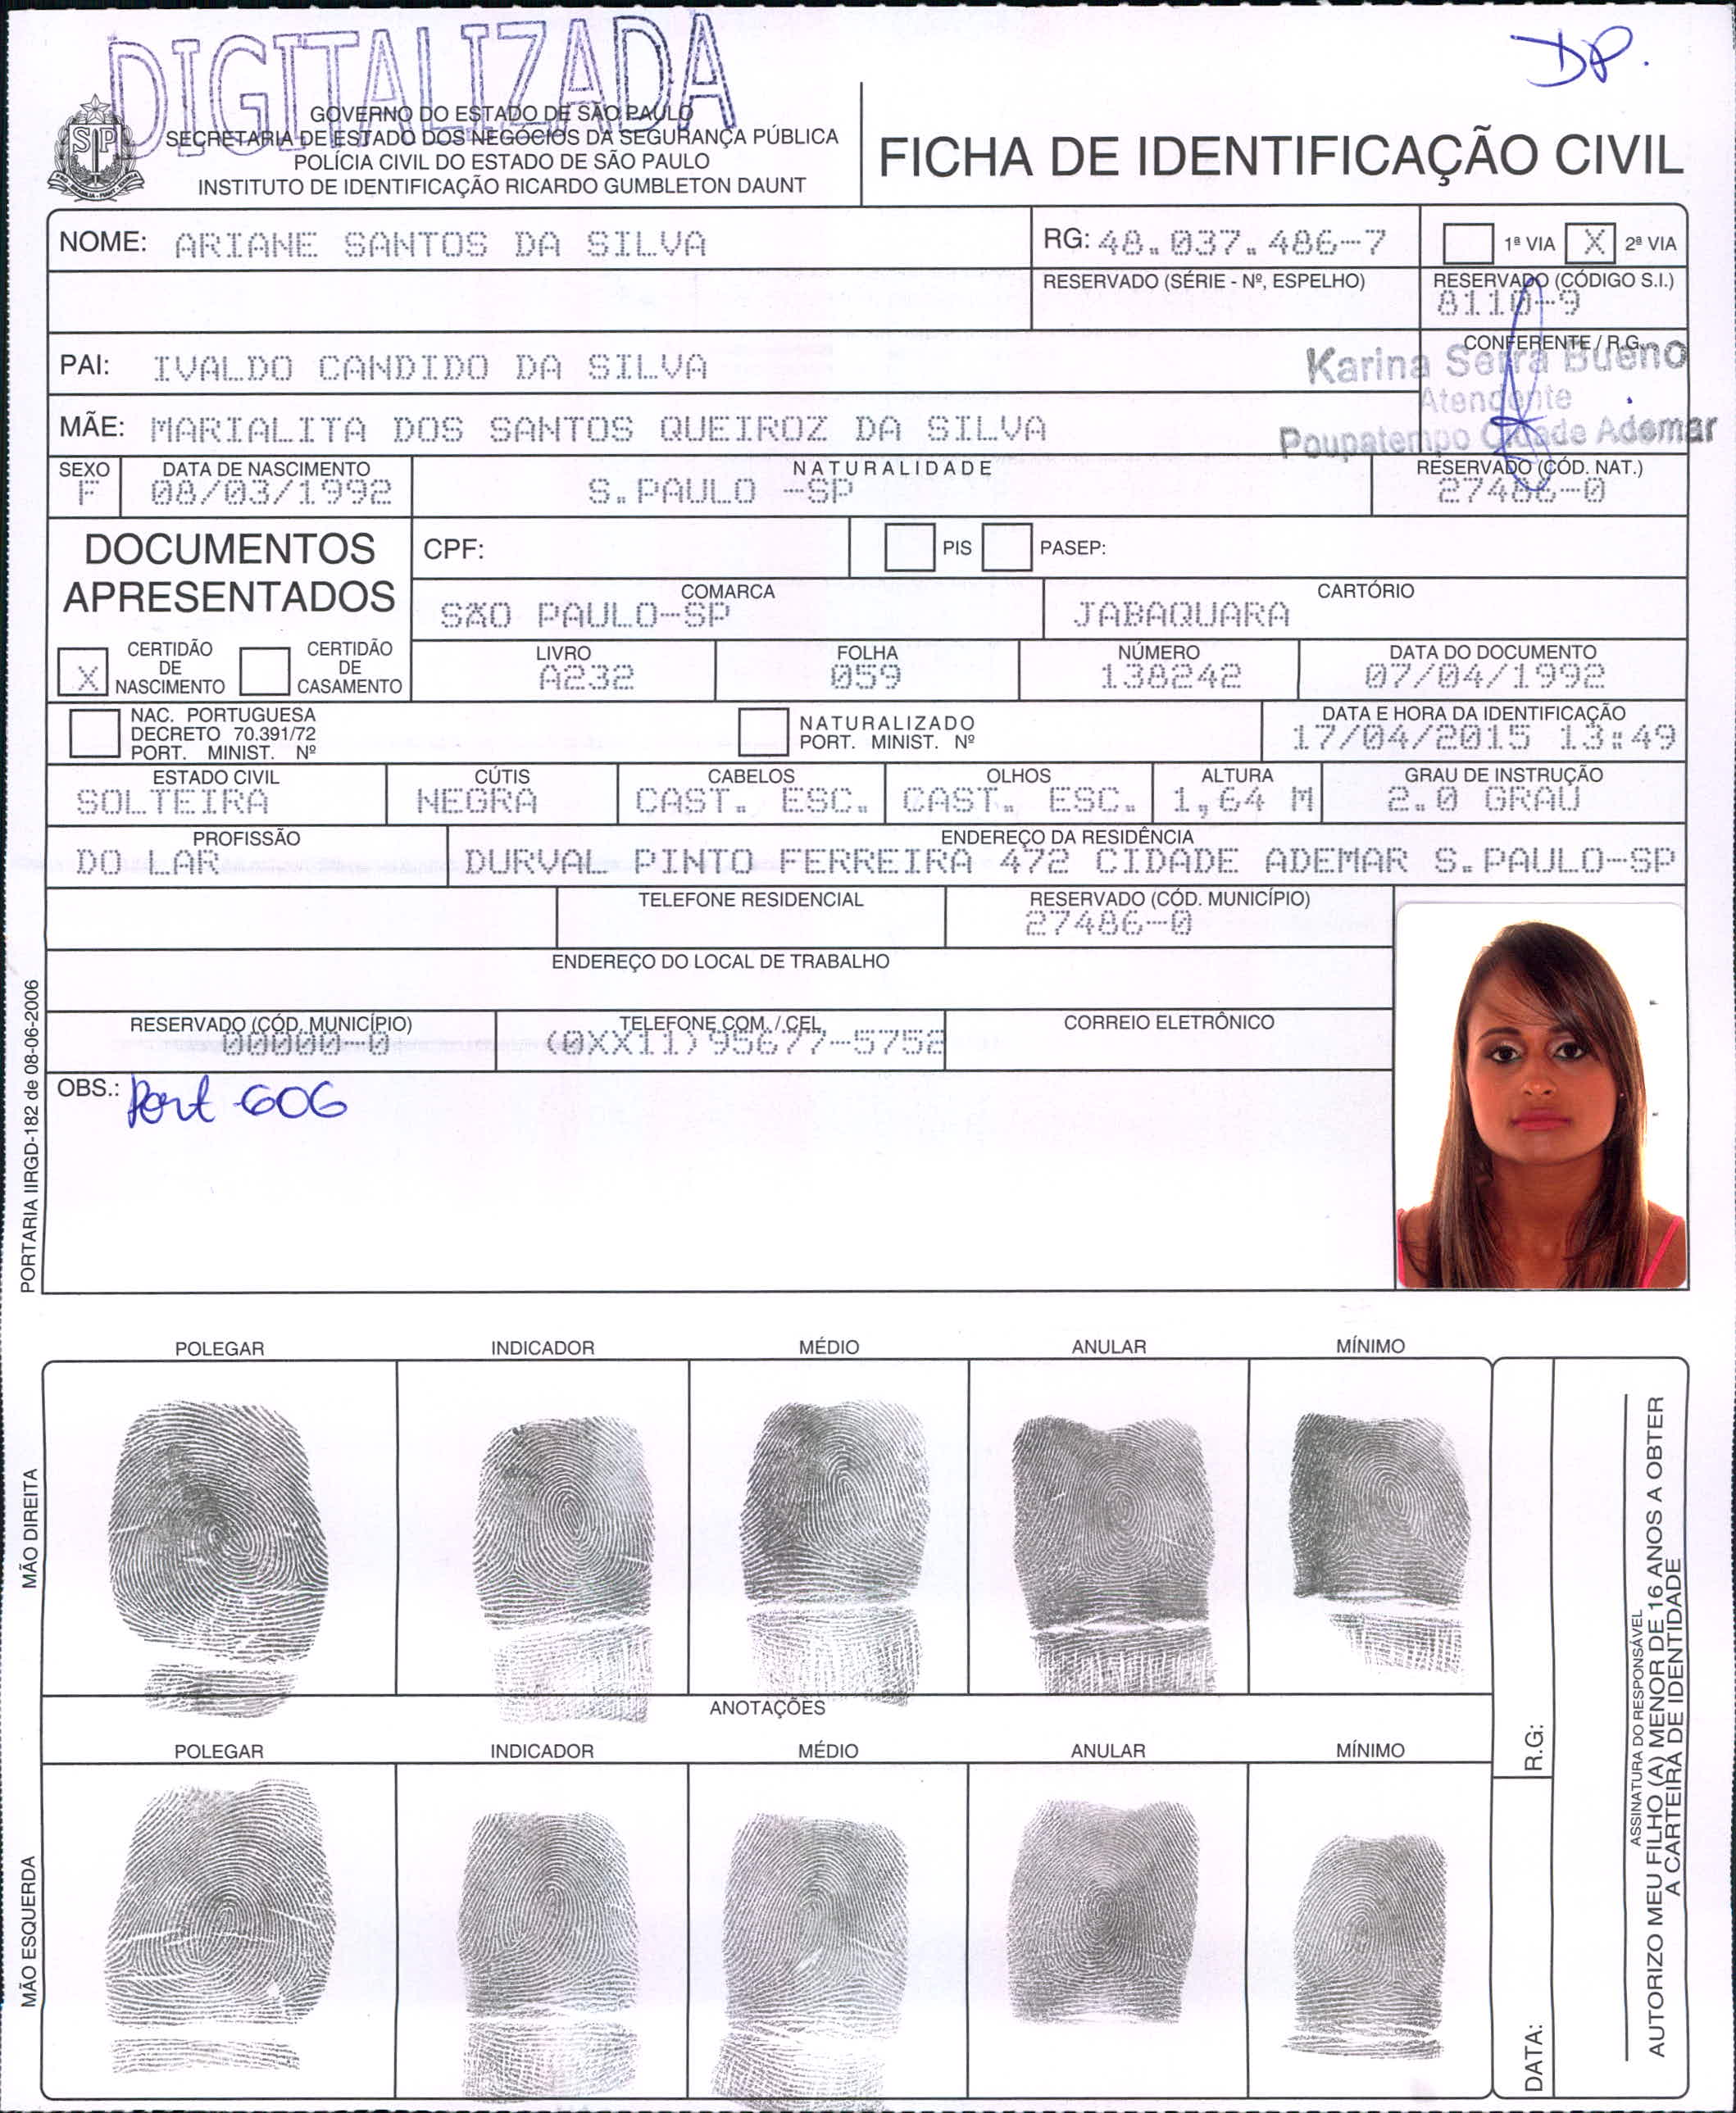 DIGITALIZADA
DP.
GOVERNO DO ESTADO DE SÃO PAULO
SECRETARIA DE ESTADO DOS NEGÓCIOS DA SEGURANÇA PÚBLICA
POLÍCIA CIVIL DO ESTADO DE SÃO PAULO
INSTITUTO DE IDENTIFICAÇÃO RICARDO GUMBLETON DAUNT
FICHA DE IDENTIFICAÇÃO CIVIL
NOME: ARIANE SANTOS DA SILVA
RG: 48.037.486-7
1ª VIA X 2ª VIA
RESERVADO (SÉRIE - Nº, ESPELHO)
RESERVADO (CÓDIGO S.I.)
8110-9
PAI: IVALDO CANDIDO DA SILVA
CONFERENTE / R.G.
Karina Serra Bueno
Atendente
Poupatempo Cidade Ademar
MÃE: MARIALITA DOS SANTOS QUEIROZ DA SILVA
SEXO
F
DATA DE NASCIMENTO
08/03/1992
NATURALIDADE
S.PAULO -SP
RESERVADO (CÓD. NAT.)
27486-0
DOCUMENTOS
APRESENTADOS
CPF:
PIS
PASEP:
COMARCA
SÃO PAULO-SP
CARTÓRIO
JABAQUARA
X CERTIDÃO
DE
NASCIMENTO
CERTIDÃO
DE
CASAMENTO
LIVRO
A232
FOLHA
059
NÚMERO
138242
DATA DO DOCUMENTO
07/04/1992
NAC. PORTUGUESA
DECRETO 70.391/72
PORT. MINIST. Nº
NATURALIZADO
PORT. MINIST. Nº
DATA E HORA DA IDENTIFICAÇÃO
17/04/2015 13:49
ESTADO CIVIL
SOLTEIRA
CÚTIS
NEGRA
CABELOS
CAST. ESC.
OLHOS
CAST. ESC.
ALTURA
1,64 M
GRAU DE INSTRUÇÃO
2.0 GRAU
PROFISSÃO
DO LAR
ENDEREÇO DA RESIDÊNCIA
DURVAL PINTO FERREIRA 472 CIDADE ADEMAR S.PAULO-SP
TELEFONE RESIDENCIAL
RESERVADO (CÓD. MUNICÍPIO)
27486-0
ENDEREÇO DO LOCAL DE TRABALHO
RESERVADO (CÓD. MUNICÍPIO)
00000-0
TELEFONE COM. / CEL
(0XX11)95677-5752
CORREIO ELETRÔNICO
OBS.: Port 606
PORTARIA IIRGD-182 de 08-06-2006
POLEGAR INDICADOR MÉDIO ANULAR MÍNIMO
MÃO DIREITA
ANOTAÇÕES
POLEGAR INDICADOR MÉDIO ANULAR MÍNIMO
MÃO ESQUERDA
R.G.:
DATA:
ASSINATURA DO RESPONSÁVEL
AUTORIZO MEU FILHO (A) MENOR DE 16 ANOS A OBTER
A CARTEIRA DE IDENTIDADE